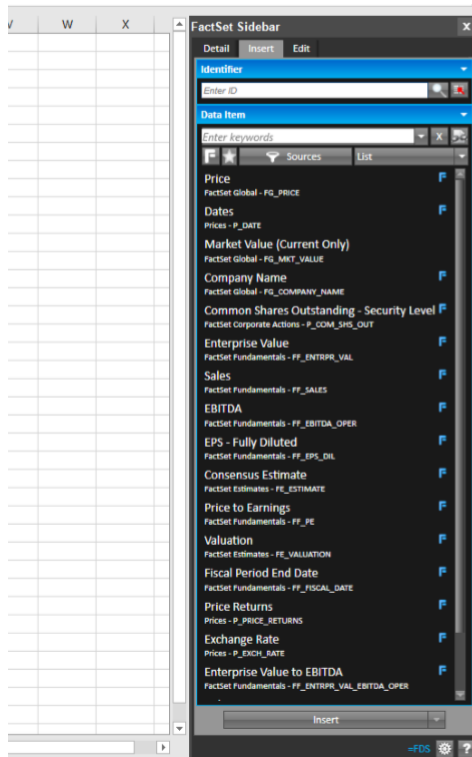 V W X
FactSet Sidebar x
Detail Insert Edit
Identifier
Enter ID
Data Item
Enter keywords X
Sources List
Price
FactSet Global - FG_PRICE
Dates
Prices - P_DATE
Market Value (Current Only)
FactSet Global - FG_MKT_VALUE
Company Name
FactSet Global - FG_COMPANY_NAME
Common Shares Outstanding - Security Level
FactSet Corporate Actions - P_COM_SHS_OUT
Enterprise Value
FactSet Fundamentals - FF_ENTRPR_VAL
Sales
FactSet Fundamentals - FF_SALES
EBITDA
FactSet Fundamentals - FF_EBITDA_OPER
EPS - Fully Diluted
FactSet Fundamentals - FF_EPS_DIL
Consensus Estimate
FactSet Estimates - FE_ESTIMATE
Price to Earnings
FactSet Fundamentals - FF_PE
Valuation
FactSet Estimates - FE_VALUATION
Fiscal Period End Date
FactSet Fundamentals - FF_FISCAL_DATE
Price Returns
Prices - P_PRICE_RETURNS
Exchange Rate
Prices - P_EXCH_RATE
Enterprise Value to EBITDA
FactSet Fundamentals - FF_ENTRPR_VAL_EBITDA_OPER
Insert
=FDS ?